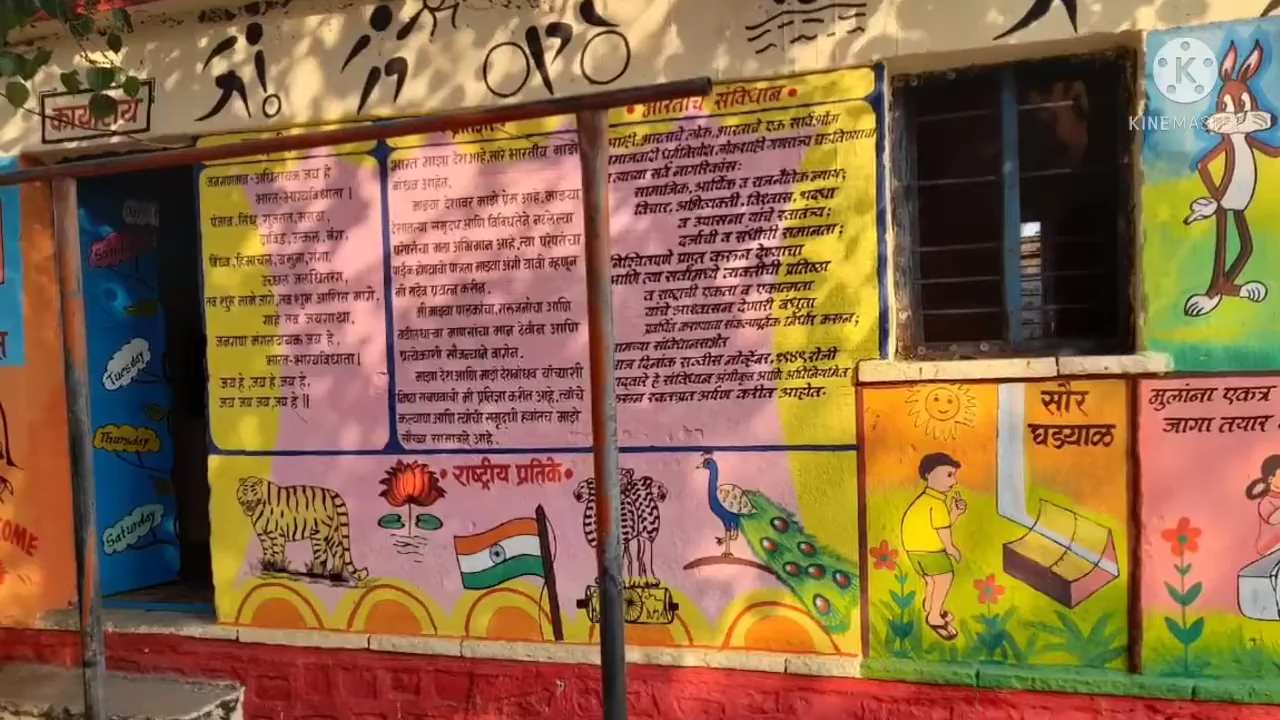 कार्यालय
K
KINEMASTER
Tuesday
Thursday
Saturday
COME
जनगणमन-अधिनायक जय हे
भारत-भाग्यविधाता।
पंजाब, सिंधु, गुजरात, मराठा,
द्राविड, उत्कल, बंग,
विंध्य, हिमाचल, यमुना, गंगा,
उच्छल जलधितरंग,
तव शुभ नामे जागे, तव शुभ आशिस मागे,
गाहे तव जयगाथा,
जनगण मंगलदायक जय हे,
भारत-भाग्यविधाता।
जय हे, जय हे, जय हे,
जय जय जय, जय हे॥
भारत माझा देश आहे, सारे भारतीय माझे
बांधव आहेत.
माझ्या देशावर माझे प्रेम आहे, माझ्या
देशातल्या समृद्ध आणि विविधतेने नटलेल्या
परंपरांचा मला अभिमान आहे, त्या परंपरांचा
पाईक होण्याची पात्रता माझ्या अंगी यावी म्हणून
मी सदैव प्रयत्न करीन.
मी माझ्या पालकांचा, गुरुजनांचा आणि
वडीलधाऱ्या माणसांचा मान ठेवीन आणि
प्रत्येकाशी सौजन्याने वागेन.
माझा देश आणि माझे देशबांधव यांच्याशी
निष्ठा राखण्याची मी प्रतिज्ञा करीत आहे, त्यांचे
कल्याण आणि त्यांची समृद्धी ह्यांतच माझे
सौख्य सामावले आहे.
• भारताचे संविधान •
आम्ही, भारताचे लोक, भारताचे एक सार्वभौम
समाजवादी धर्मनिरपेक्ष लोकशाही गणराज्य घडविण्याचा
त्याच्या सर्व नागरिकांस:
सामाजिक, आर्थिक व राजनैतिक न्याय;
विचार, अभिव्यक्ती, विश्वास, श्रद्धा
व उपासना यांचे स्वातंत्र्य;
दर्जाची व संधीची समानता;
निश्चितपणे प्राप्त करून देण्याचा
आणि त्या सर्वांमध्ये व्यक्तीची प्रतिष्ठा
व राष्ट्राची एकता व एकात्मता
यांचे आश्वासन देणारी बंधुता
प्रवर्धित करण्याचा संकल्पपूर्वक निर्धार करून;
आमच्या संविधानसभेत
आज दिनांक सव्वीस नोव्हेंबर, १९४९ रोजी
याद्वारे हे संविधान अंगीकृत आणि अधिनियमित
करून स्वतःप्रत अर्पण करीत आहोत.
• राष्ट्रीय प्रतिके •
सौर
घड्याळ
मुलांना एकत्र
जागा तयार